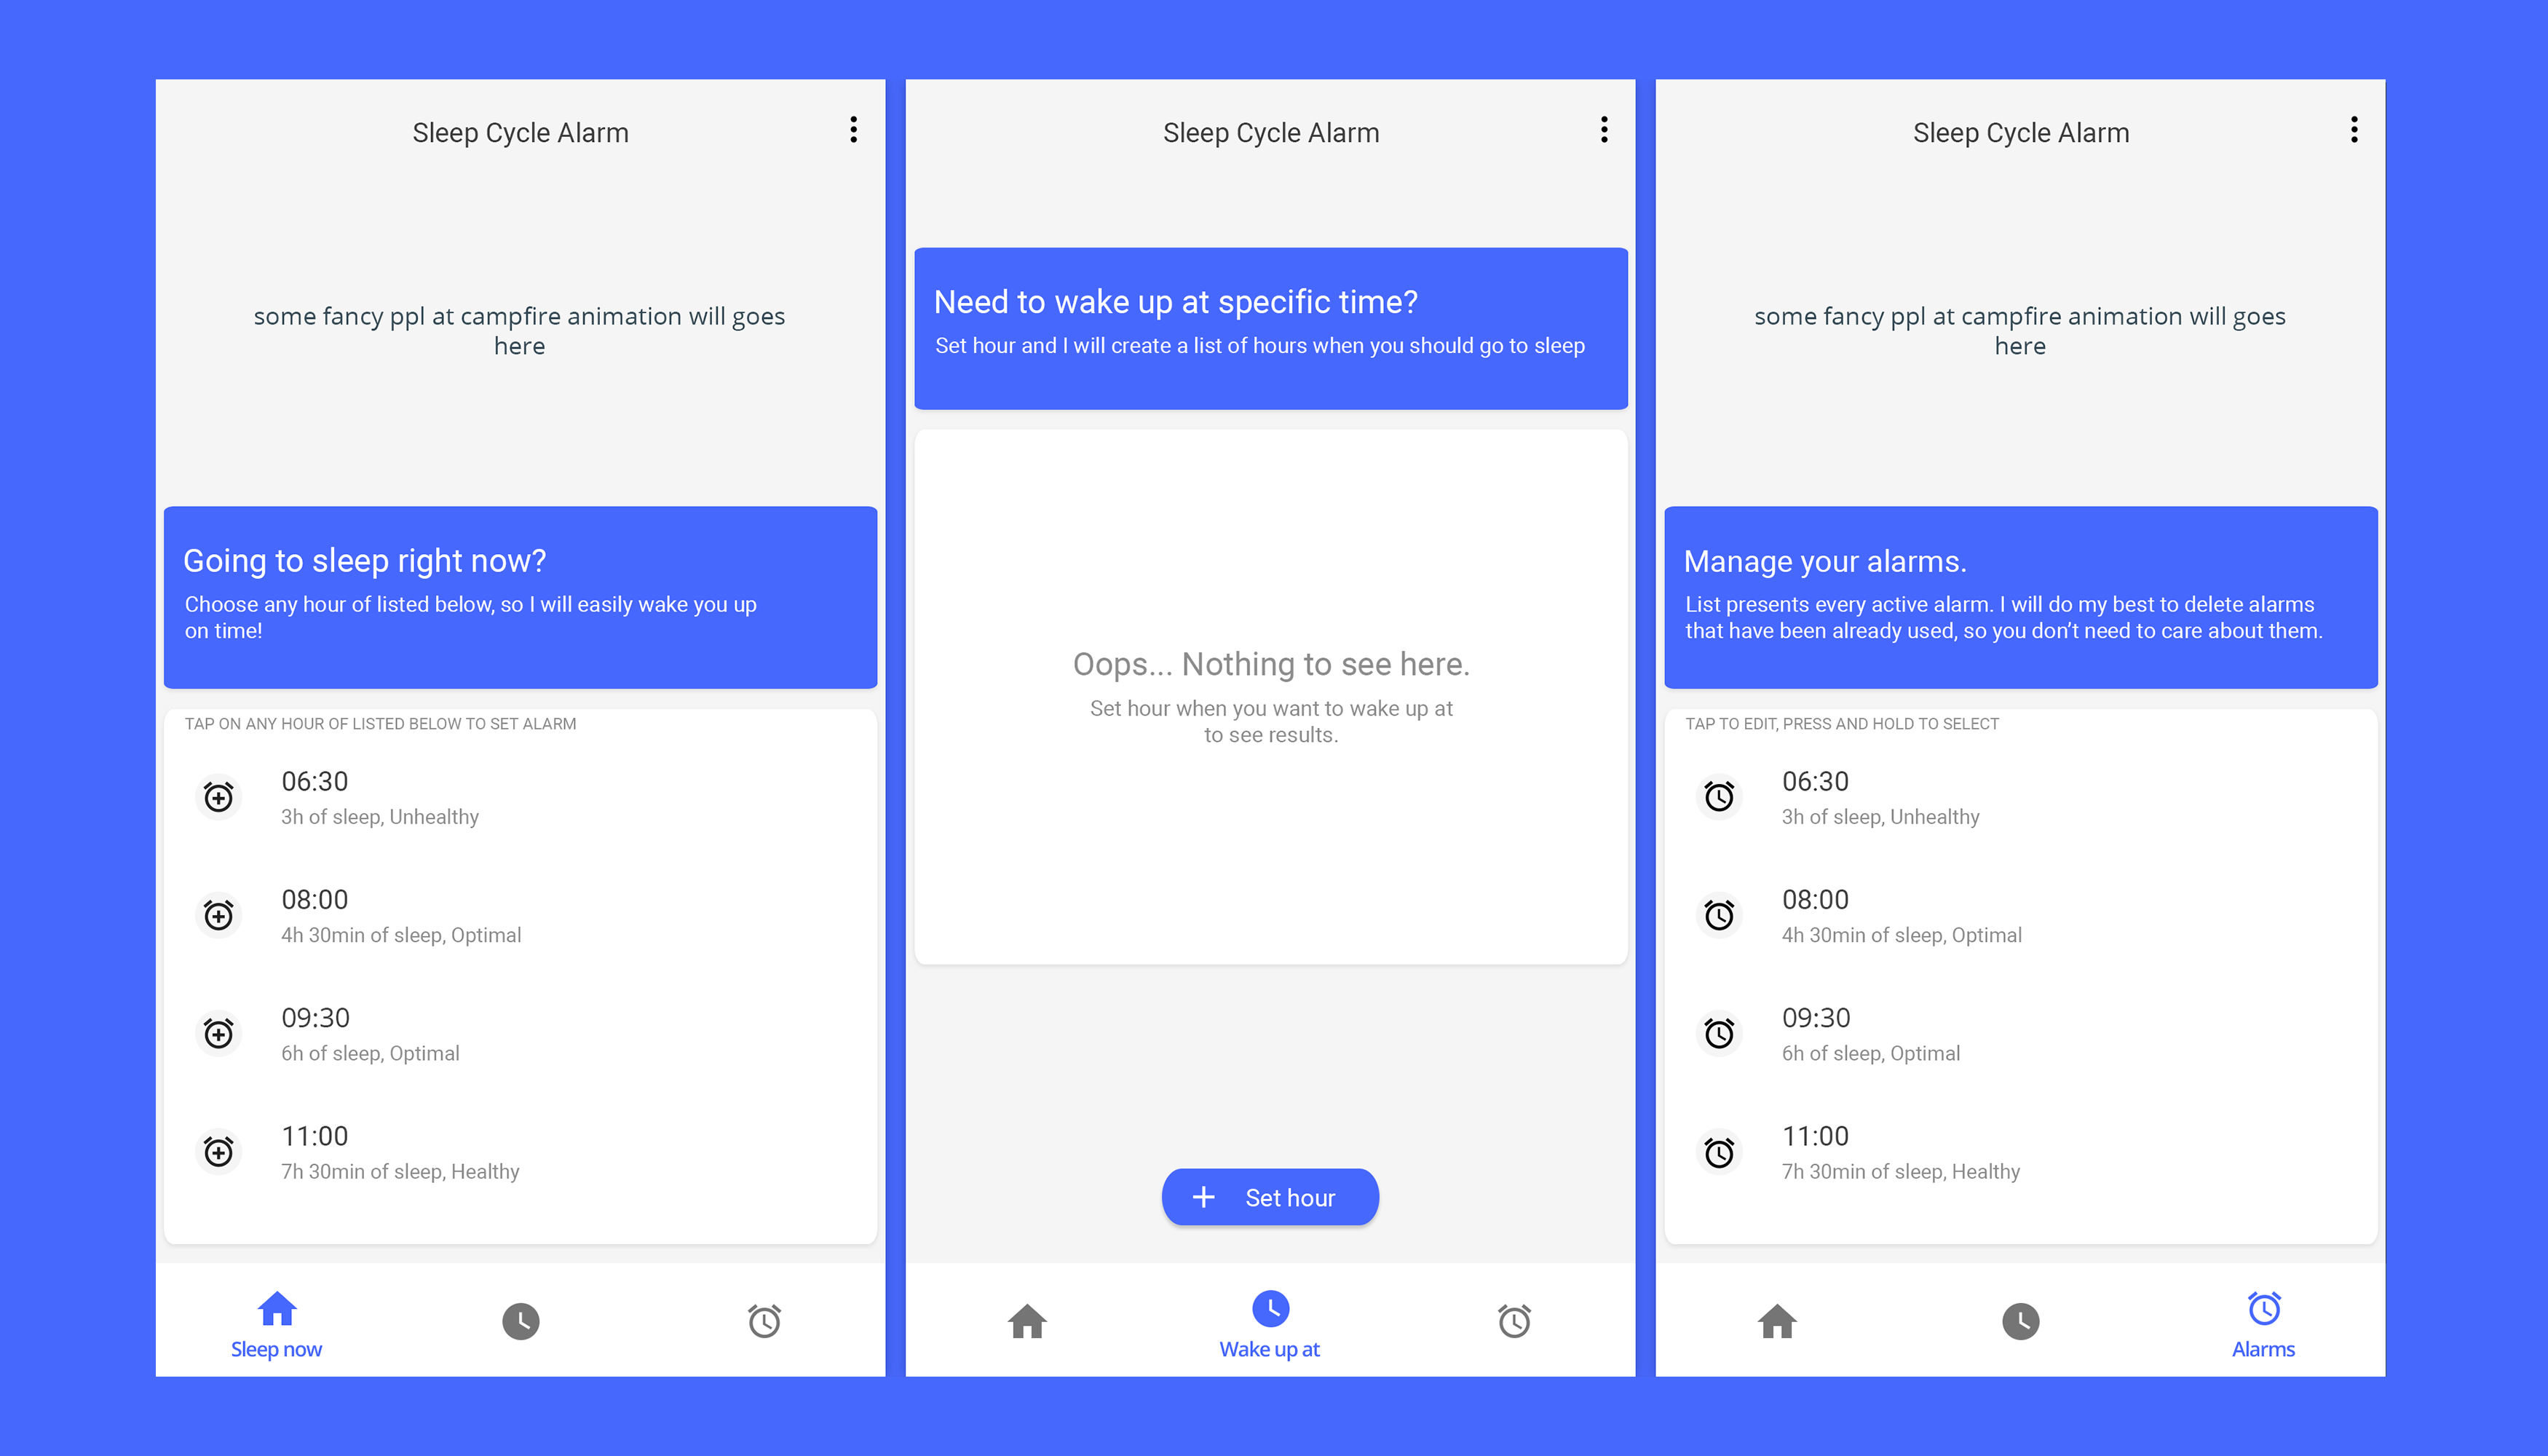 Sleep Cycle Alarm
some fancy ppl at campfire animation will goes
here
Going to sleep right now?
Choose any hour of listed below, so I will easily wake you up
on time!
TAP ON ANY HOUR OF LISTED BELOW TO SET ALARM
06:30
3h of sleep, Unhealthy
08:00
4h 30min of sleep, Optimal
09:30
6h of sleep, Optimal
11:00
7h 30min of sleep, Healthy
Sleep now
Sleep Cycle Alarm
Need to wake up at specific time?
Set hour and I will create a list of hours when you should go to sleep
Oops... Nothing to see here.
Set hour when you want to wake up at
to see results.
+ Set hour
Wake up at
Sleep Cycle Alarm
some fancy ppl at campfire animation will goes
here
Manage your alarms.
List presents every active alarm. I will do my best to delete alarms
that have been already used, so you don’t need to care about them.
TAP TO EDIT, PRESS AND HOLD TO SELECT
06:30
3h of sleep, Unhealthy
08:00
4h 30min of sleep, Optimal
09:30
6h of sleep, Optimal
11:00
7h 30min of sleep, Healthy
Alarms